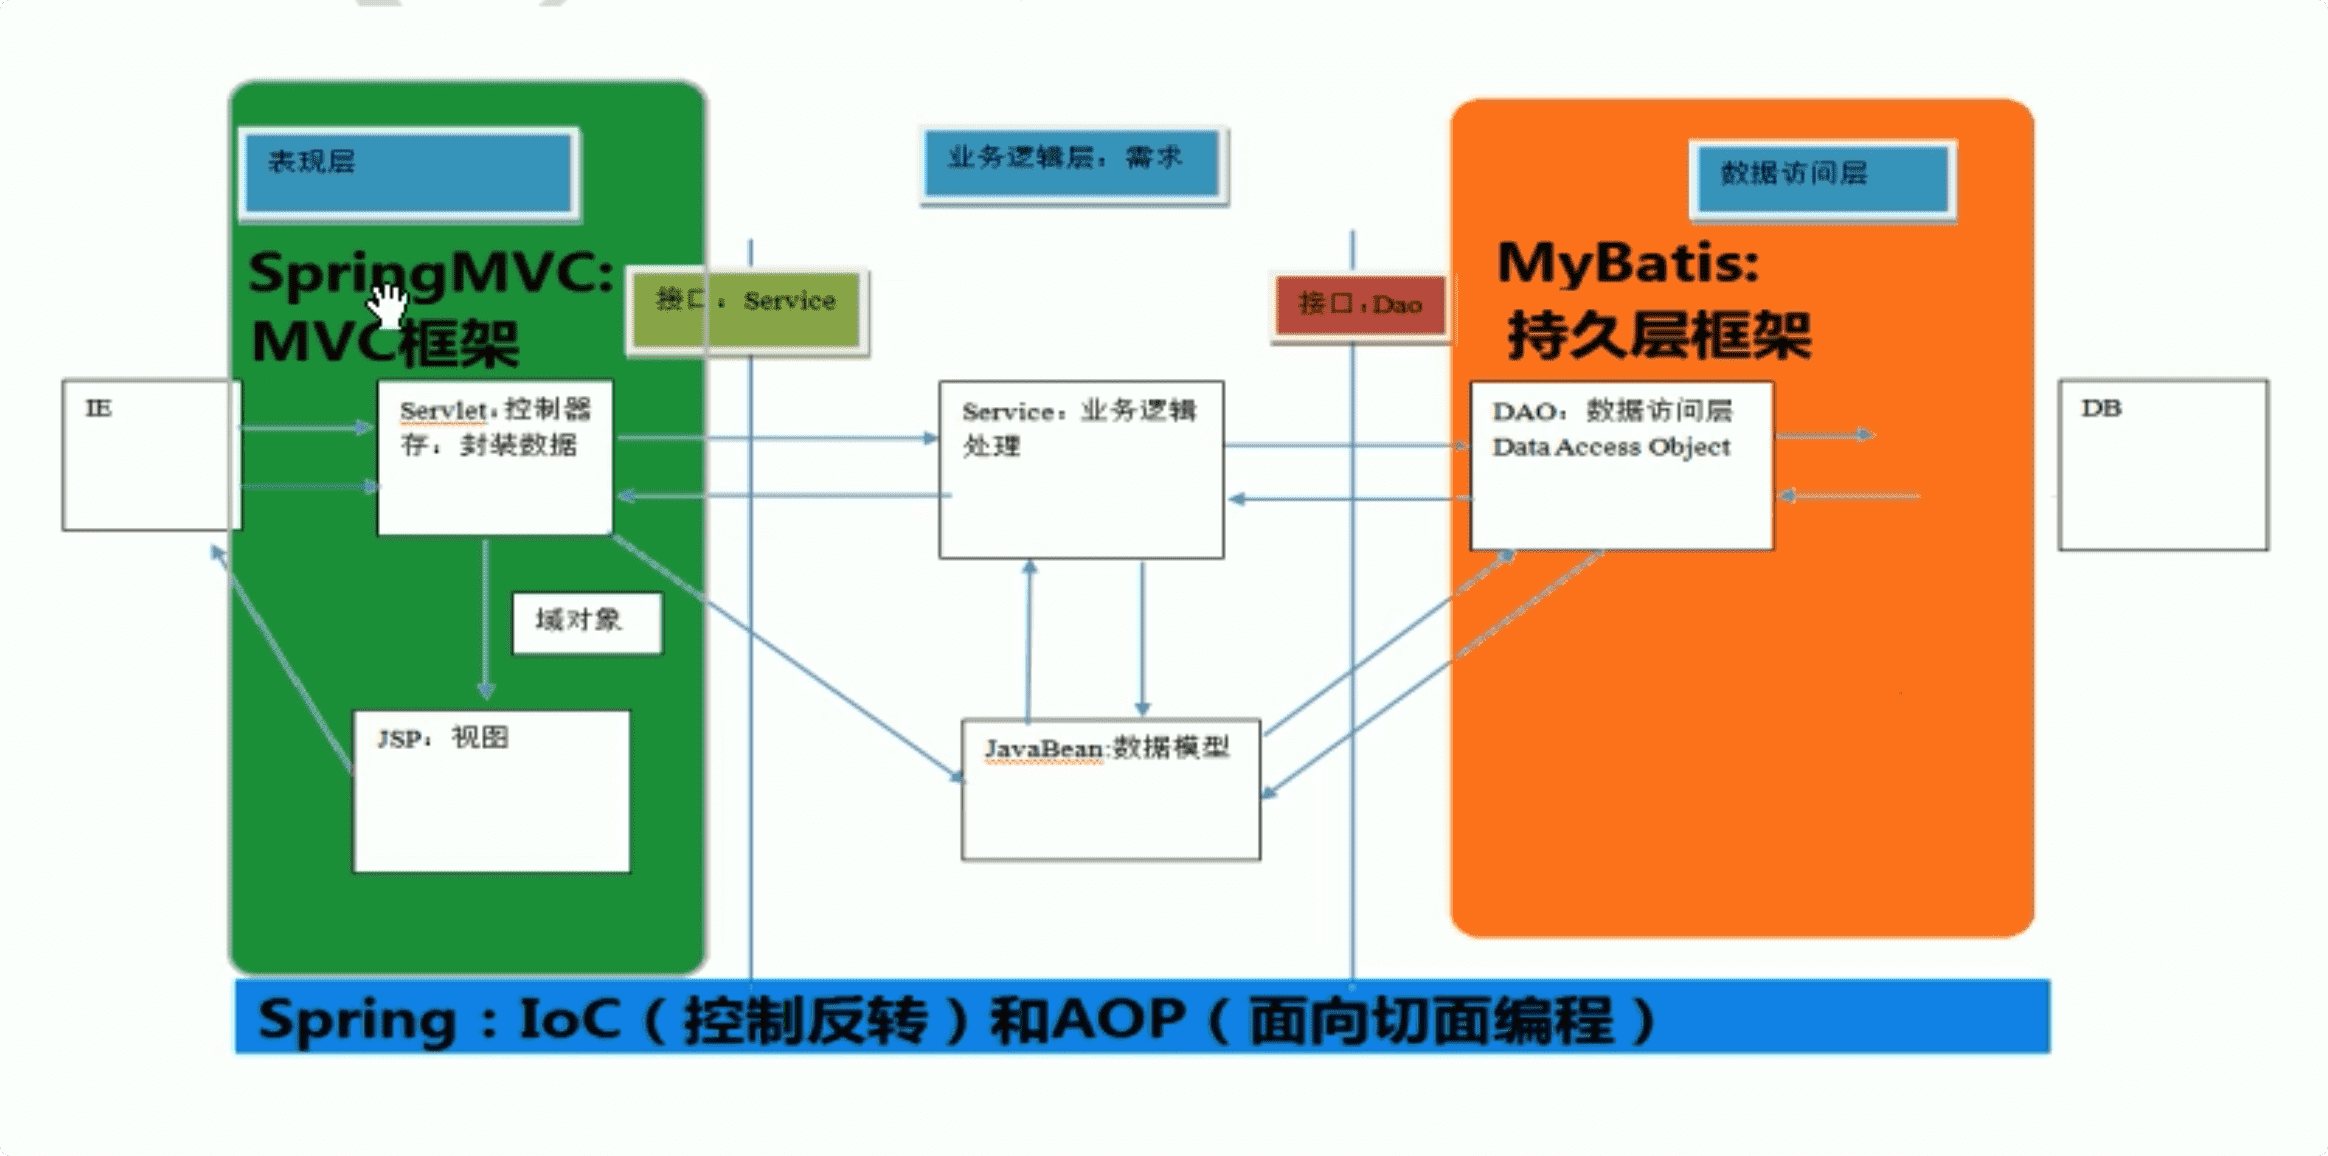 表现层
业务逻辑层：需求
数据访问层
SpringMVC:
MVC框架
接口：Service
接口：Dao
MyBatis:
持久层框架
IE
Servlet：控制器
存：封装数据
Service：业务逻辑
处理
DAO：数据访问层
Data Access Object
DB
域对象
JSP：视图
JavaBean:数据模型
Spring：IoC（控制反转）和AOP（面向切面编程）